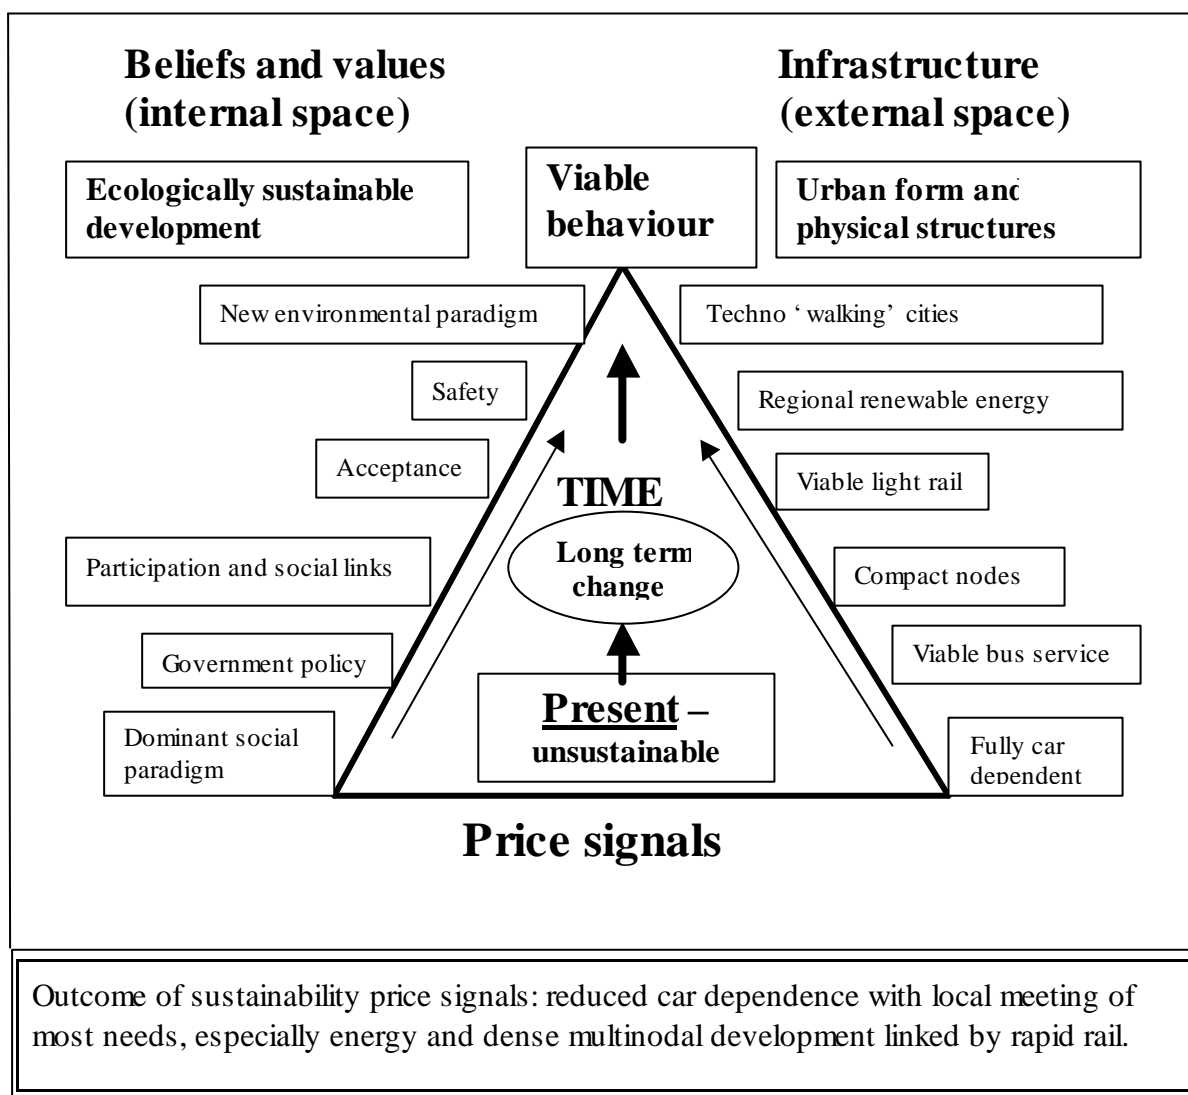 Beliefs and values
(internal space)
Infrastructure
(external space)
Ecologically sustainable
development
Viable
behaviour
Urban form and
physical structures
New environmental paradigm
Techno ‘ walking’ cities
Safety
Regional renewable energy
Acceptance
Viable light rail
TIME
Long term
change
Participation and social links
Compact nodes
Government policy
Viable bus service
Present –
unsustainable
Dominant social
paradigm
Fully car
dependent
Price signals
Outcome of sustainability price signals: reduced car dependence with local meeting of
most needs, especially energy and dense multinodal development linked by rapid rail.